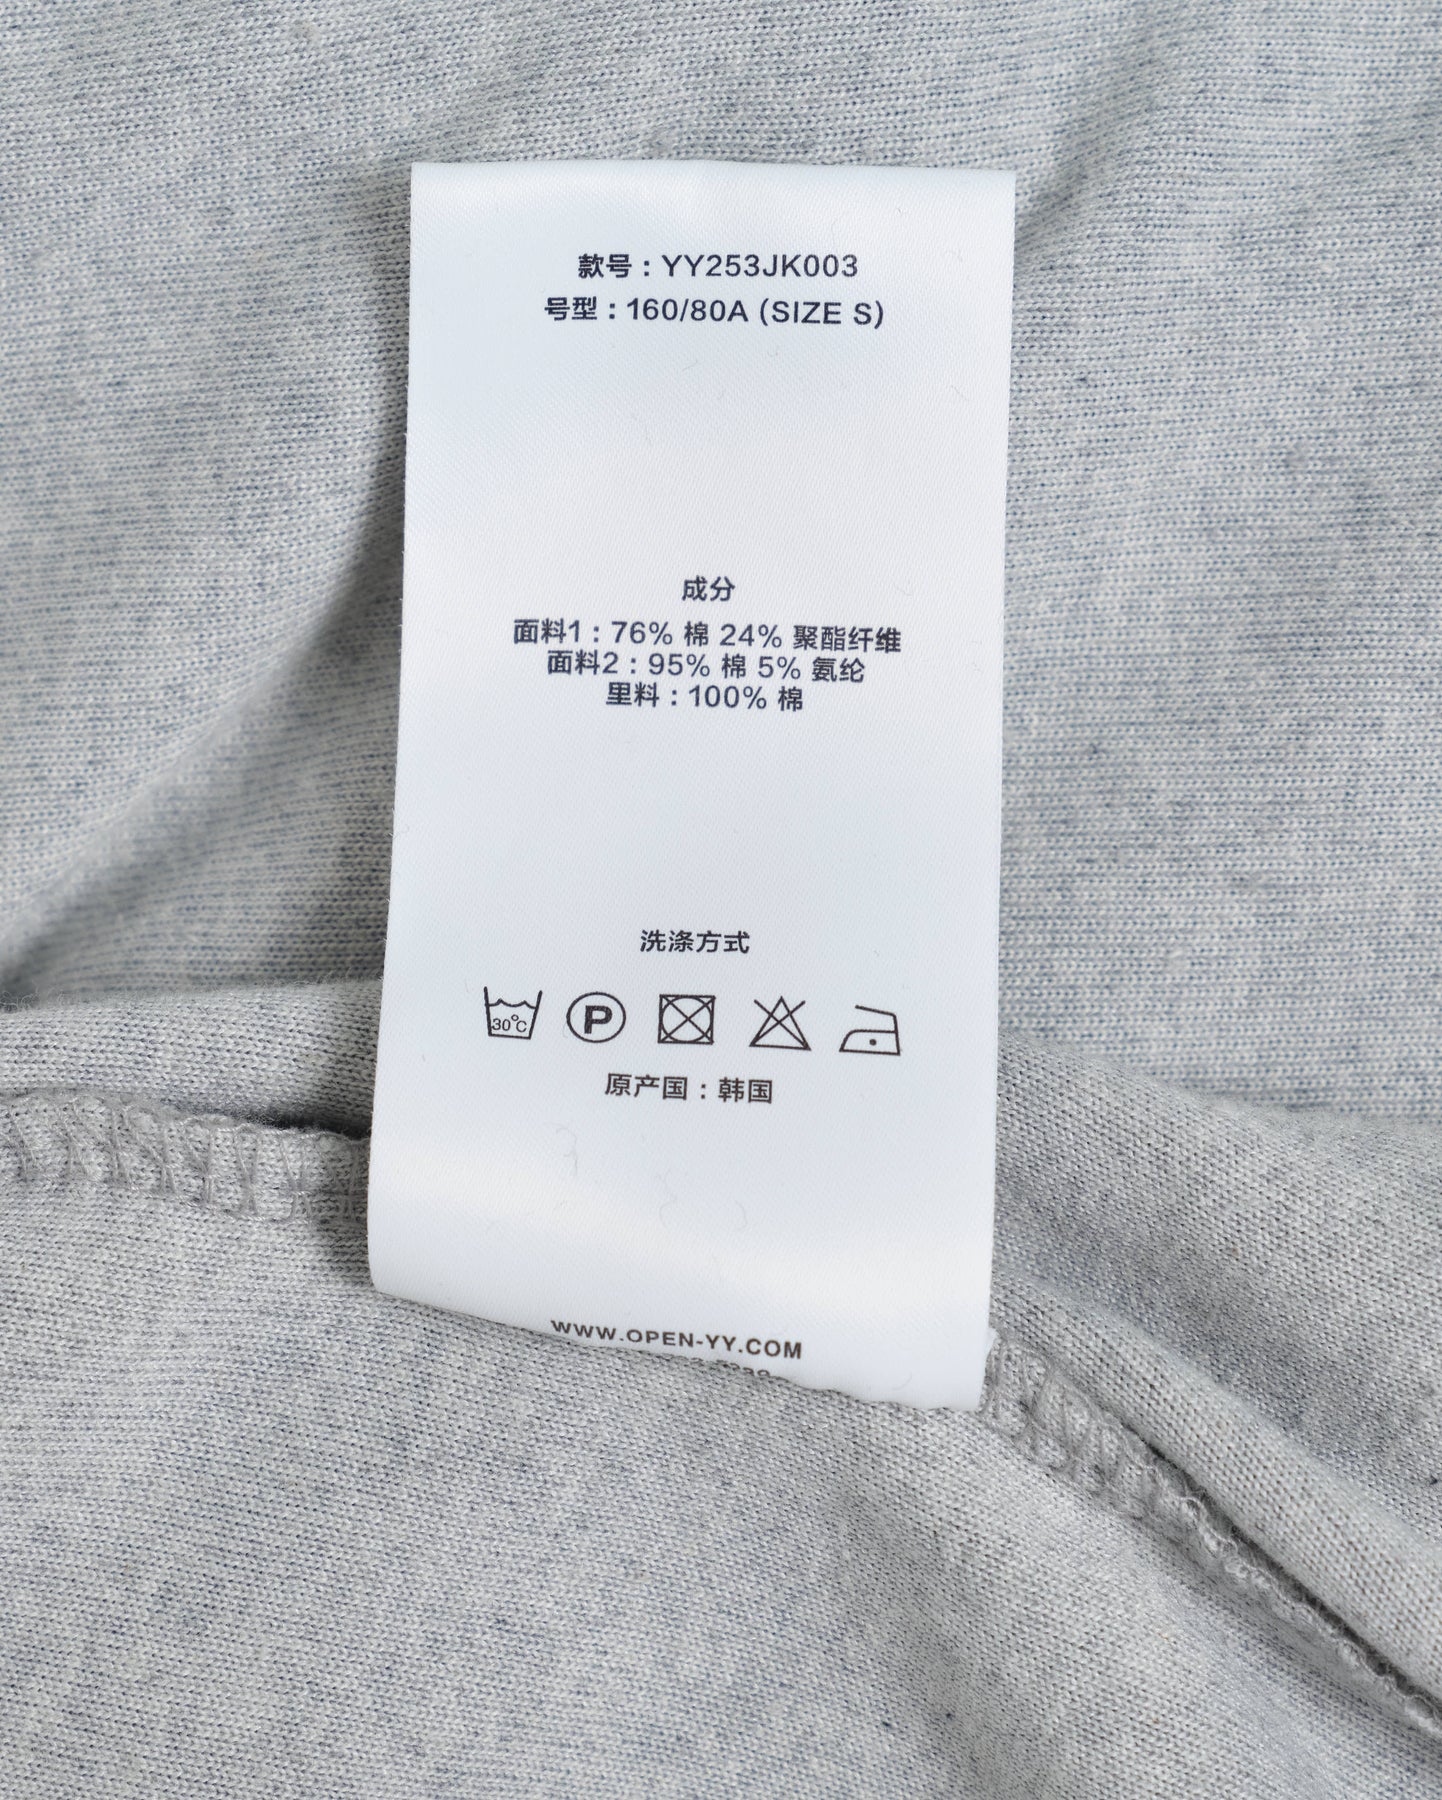 款号：YY253JK003
号型：160/80A (SIZE S)
成分
面料1：76% 棉 24% 聚酯纤维
面料2：95% 棉 5% 氨纶
里料：100% 棉
洗涤方式
30°C P
原产国：韩国
WWW.OPEN-YY.COM